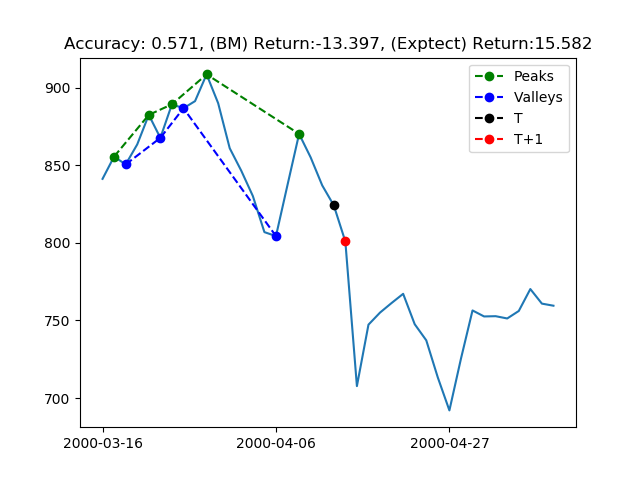 Accuracy: 0.571, (BM) Return:-13.397, (Exptect) Return:15.582
Peaks
Valleys
T
T+1
900
850
800
750
700
2000-03-16
2000-04-06
2000-04-27